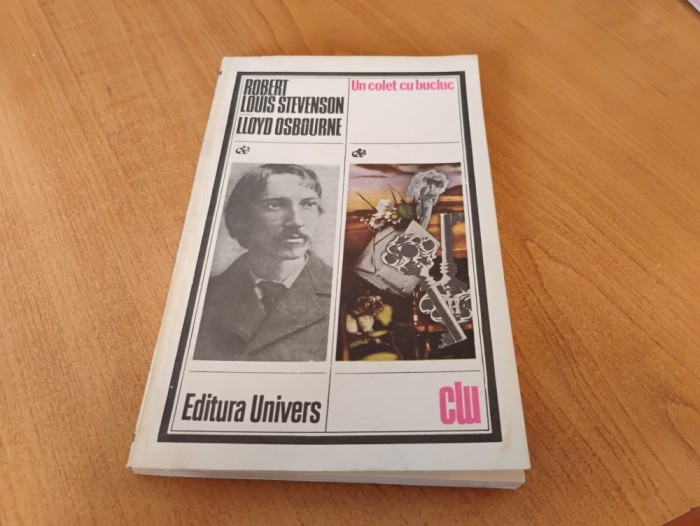 ROBERT
LOUIS STEVENSON
LLOYD OSBOURNE
Un colet cu bucluc
Editura Univers
clu